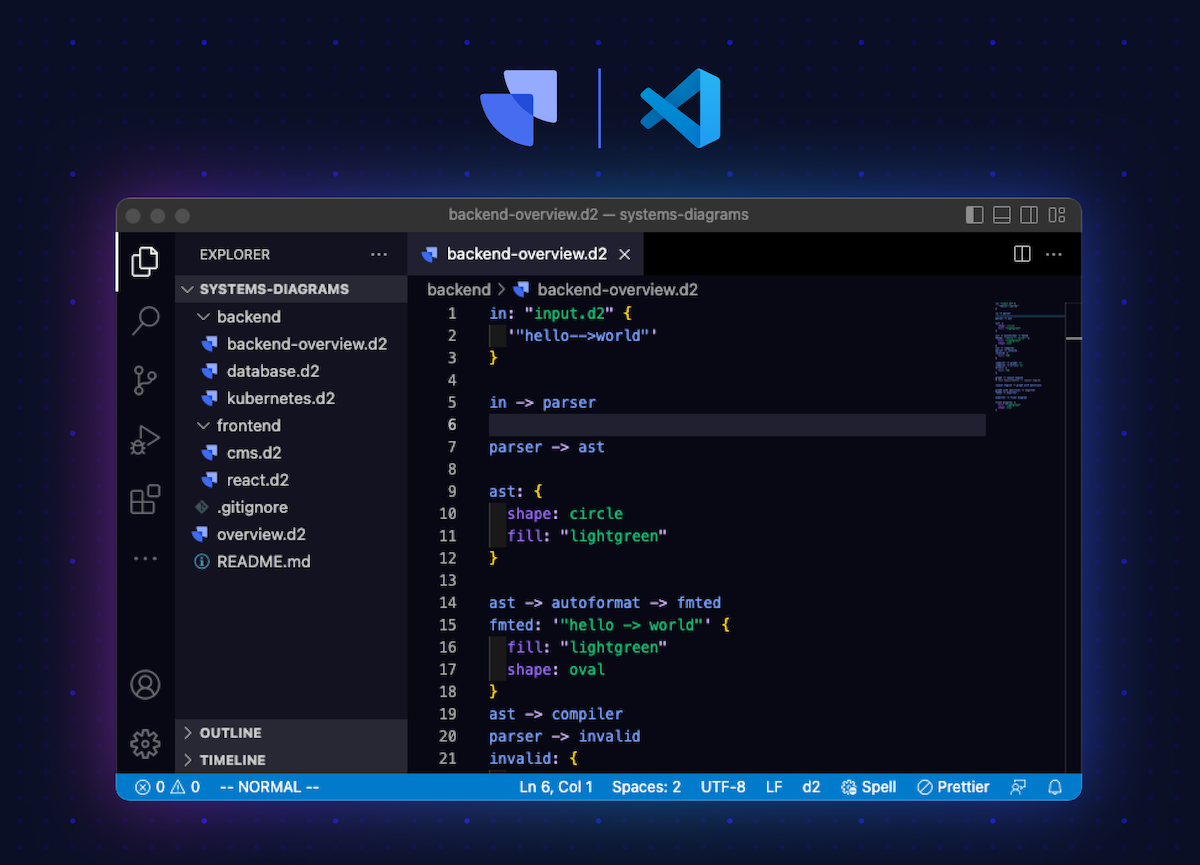 backend-overview.d2 — systems-diagrams
EXPLORER ···
backend-overview.d2 ×
SYSTEMS-DIAGRAMS
backend
backend-overview.d2
database.d2
kubernetes.d2
frontend
cms.d2
react.d2
.gitignore
overview.d2
README.md
OUTLINE
TIMELINE
backend > backend-overview.d2
1 in: "input.d2" {
2 '"hello-->world"'
3 }
4
5 in -> parser
6
7 parser -> ast
8
9 ast: {
10 shape: circle
11 fill: "lightgreen"
12 }
13
14 ast -> autoformat -> fmted
15 fmted: '"hello -> world"' {
16 fill: "lightgreen"
17 shape: oval
18 }
19 ast -> compiler
20 parser -> invalid
21 invalid: {
0 0 -- NORMAL -- Ln 6, Col 1 Spaces: 2 UTF-8 LF d2 Spell Prettier